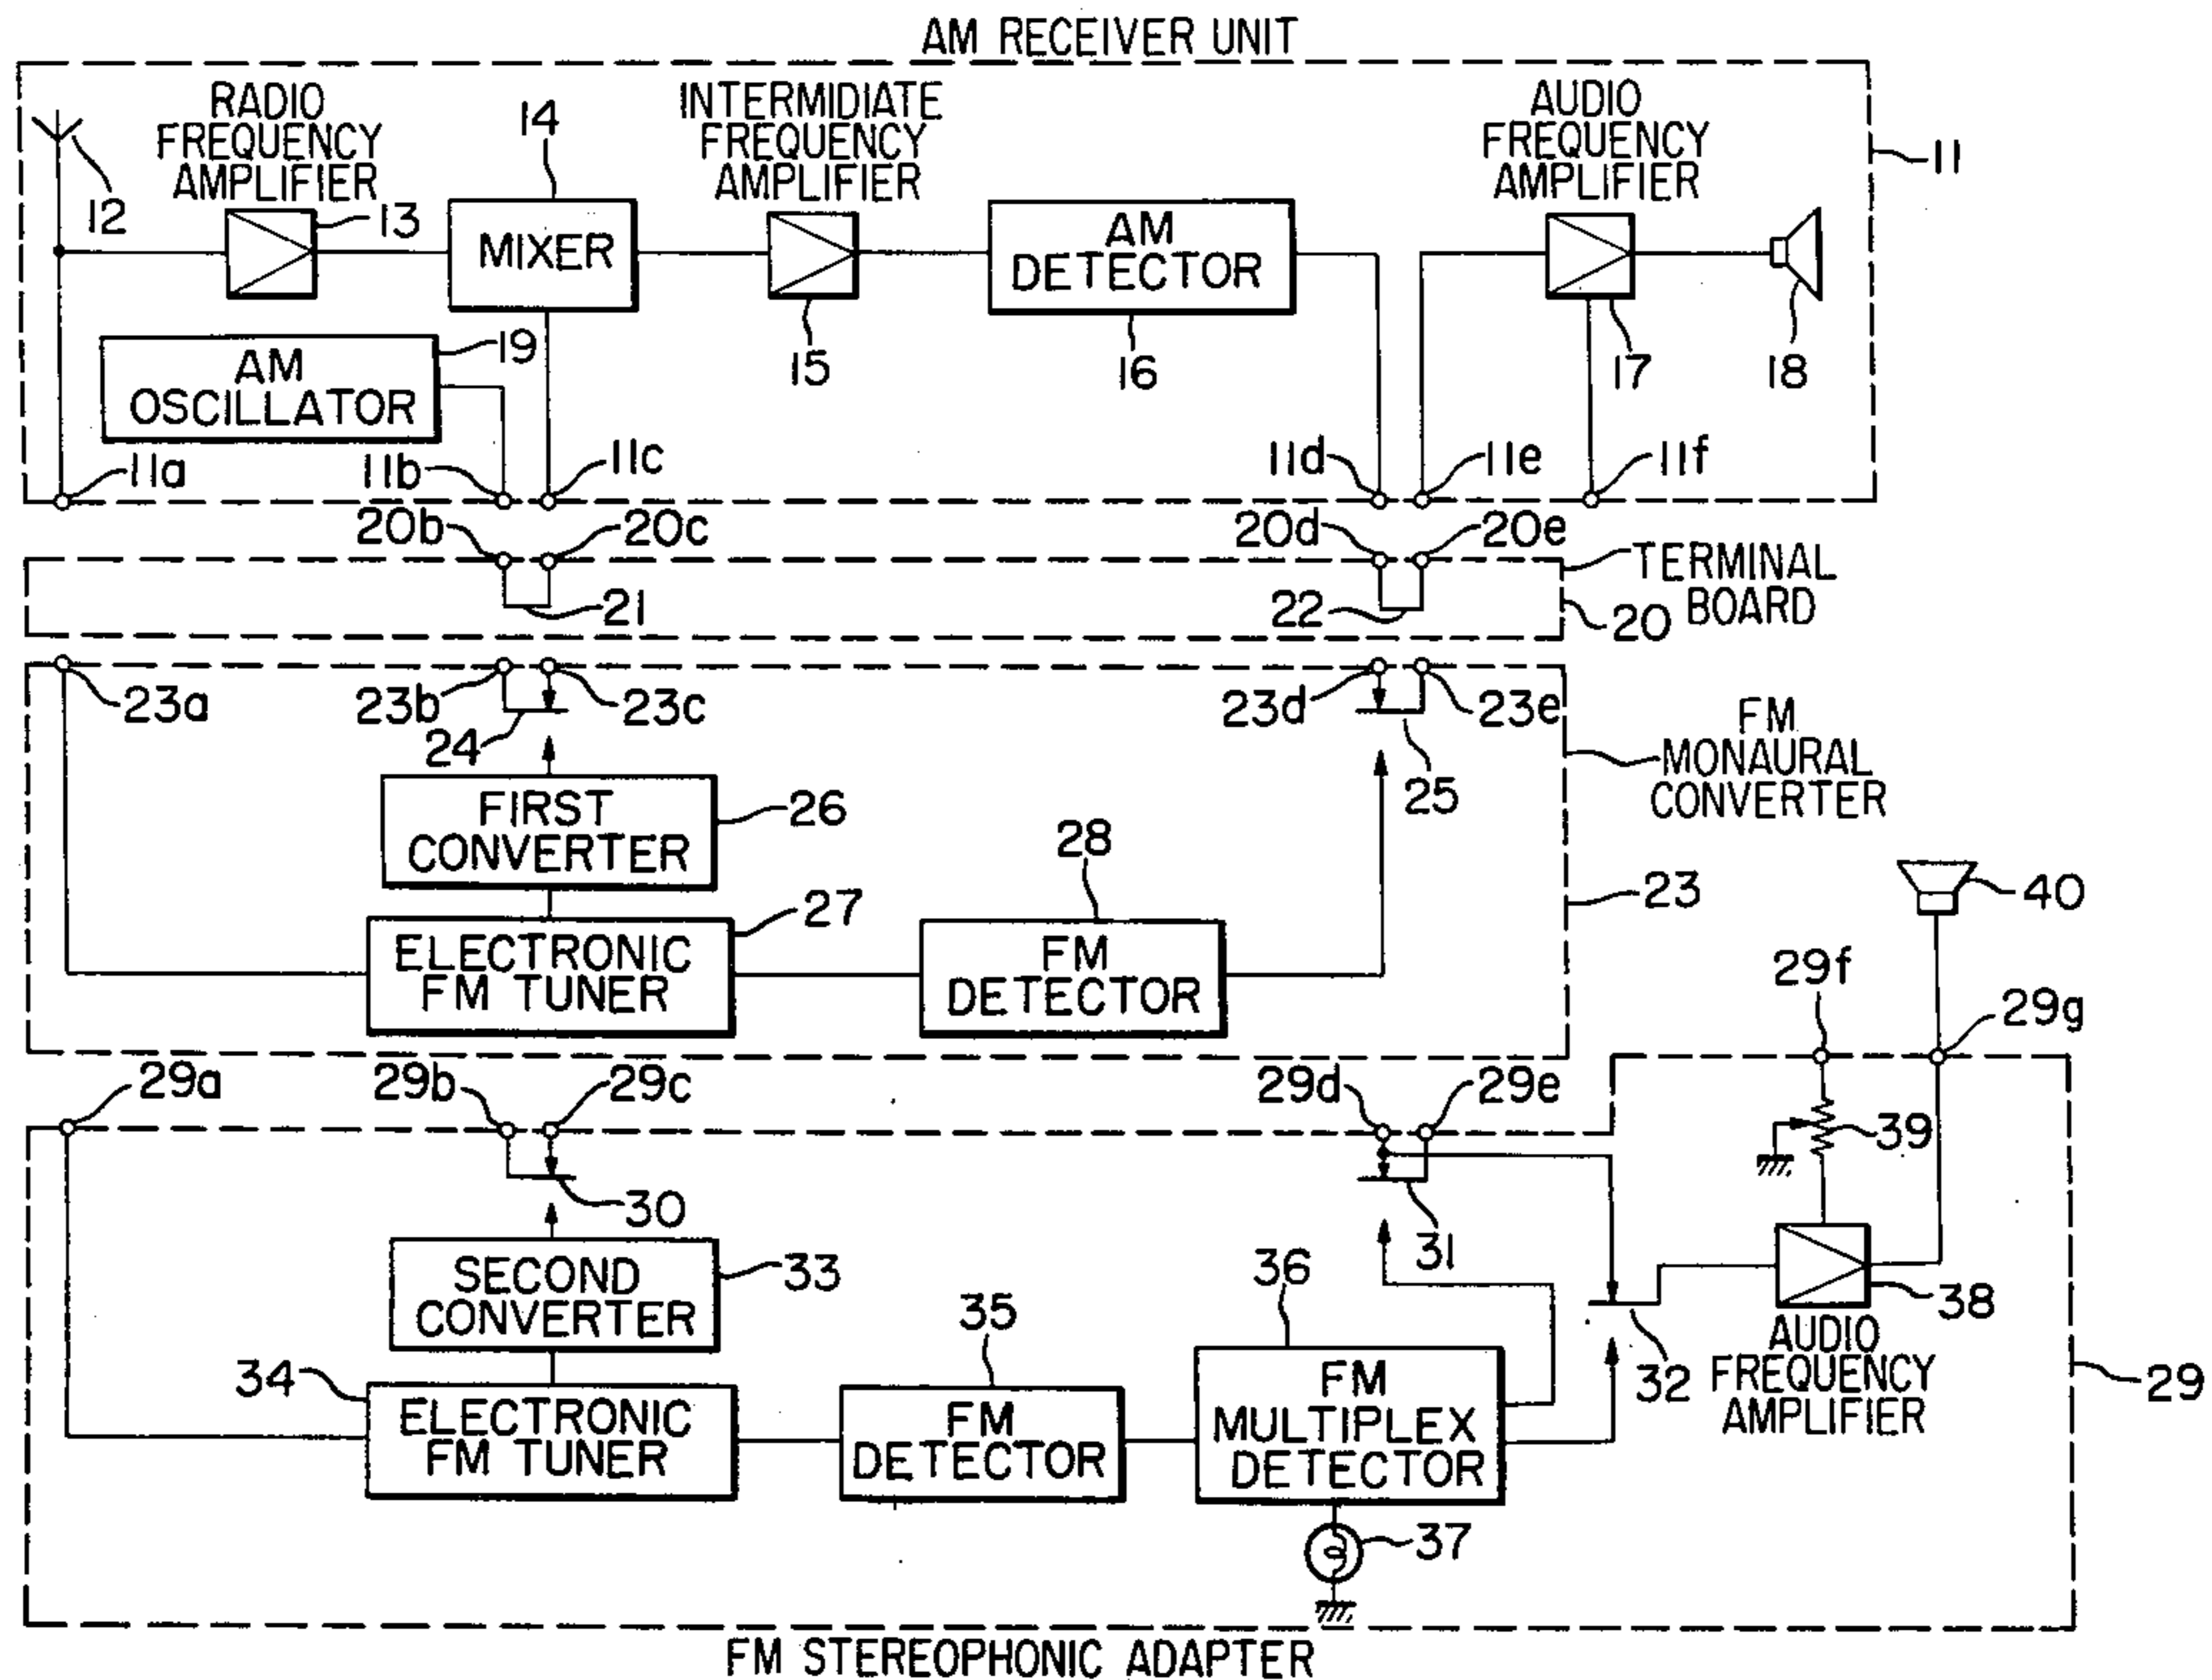 AM RECEIVER UNIT
RADIO
FREQUENCY
AMPLIFIER
14
INTERMIDIATE
FREQUENCY
AMPLIFIER
AUDIO
FREQUENCY
AMPLIFIER
11
12
13
MIXER
AM
DETECTOR
15
16
17
18
19
AM
OSCILLATOR
11a
11b
11c
11d
11e
11f
20b
20c
20d
20e
21
22
TERMINAL
BOARD
20
23a
23b
23c
23d
23e
24
25
FM
MONAURAL
CONVERTER
FIRST
CONVERTER
26
27
28
23
40
ELECTRONIC
FM TUNER
FM
DETECTOR
29f
29g
29a
29b
29c
29d
29e
39
30
31
SECOND
CONVERTER
33
36
38
32
AUDIO
FREQUENCY
AMPLIFIER
29
34
35
ELECTRONIC
FM TUNER
FM
DETECTOR
FM
MULTIPLEX
DETECTOR
37
FM STEREOPHONIC ADAPTER